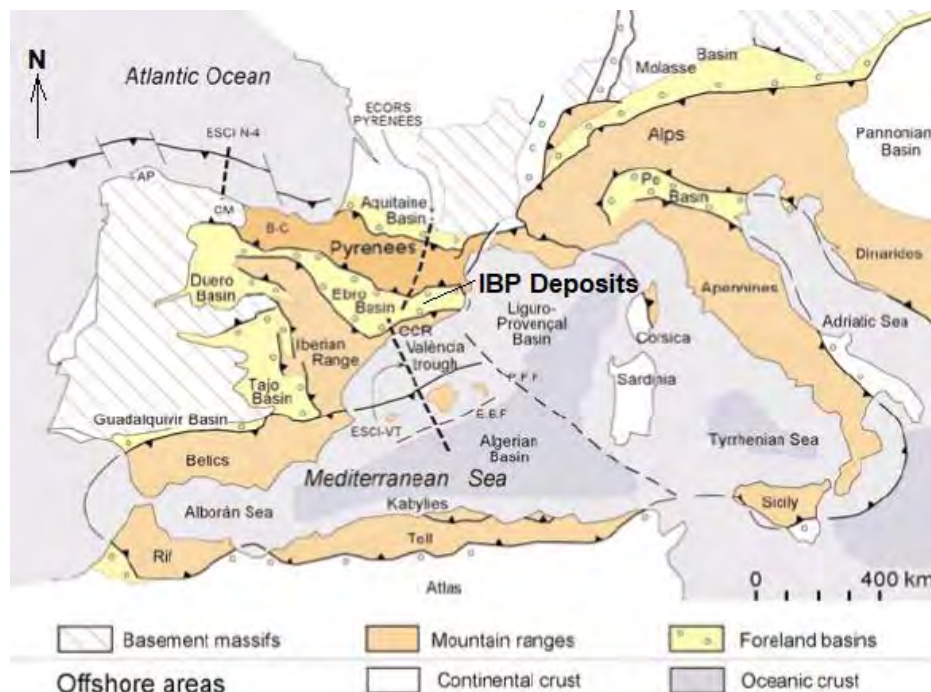 N
Atlantic Ocean
Molasse
Basin
ECORS
PYRENEES
ESCI N-4
Alps
Pannonian
Basin
AP
CM
Aquitaine
Basin
Po
Basin
B-C
Pyrenees
Dinarides
Duero
Basin
Ebro
Basin
IBP Deposits
Liguro-
Provençal
Basin
Apennines
CCR
Corsica
Adriatic Sea
Iberian
Range
València
trough
Sardinia
Tajo
Basin
P.F.F.
Guadalquivir Basin
E.B.F
ESCI-VT
Algerian
Basin
Tyrrhenian Sea
Betics
Mediterranean Sea
Kabylies
Alborán Sea
Sicily
Rif
Tell
Atlas
0 400 km
Basement massifs
Mountain ranges
Foreland basins
Offshore areas
Continental crust
Oceanic crust